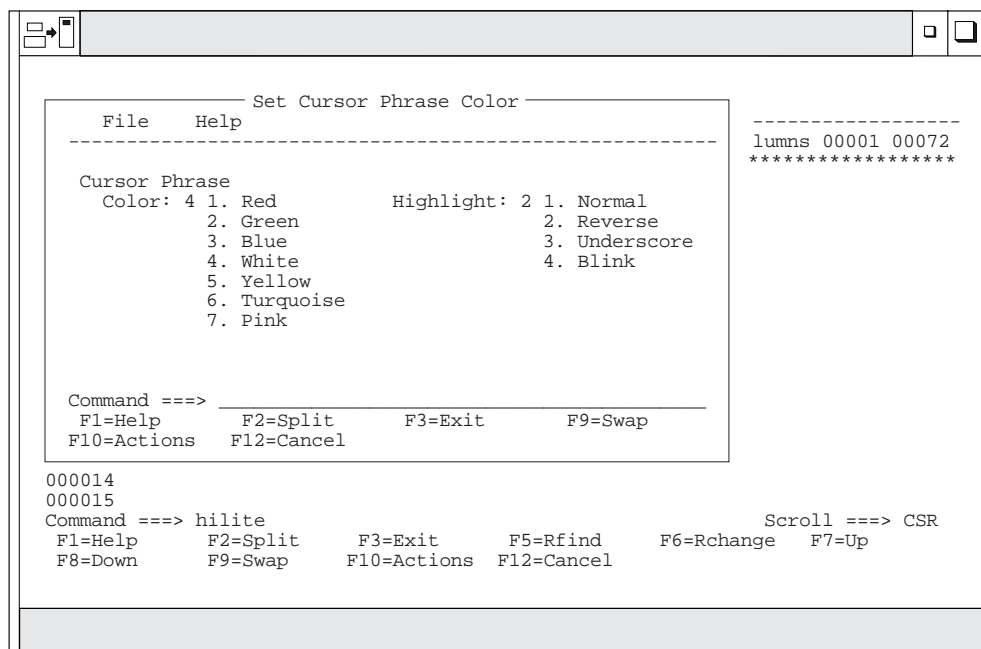 Set Cursor Phrase Color
File Help
-------------------------------------------------------- ------------------
lumns 00001 00072
******************
Cursor Phrase
Color: 4 1. Red Highlight: 2 1. Normal
2. Green 2. Reverse
3. Blue 3. Underscore
4. White 4. Blink
5. Yellow
6. Turquoise
7. Pink
Command ===> __________________________________________
F1=Help F2=Split F3=Exit F9=Swap
F10=Actions F12=Cancel
000014
000015
Command ===> hilite Scroll ===> CSR
F1=Help F2=Split F3=Exit F5=Rfind F6=Rchange F7=Up
F8=Down F9=Swap F10=Actions F12=Cancel